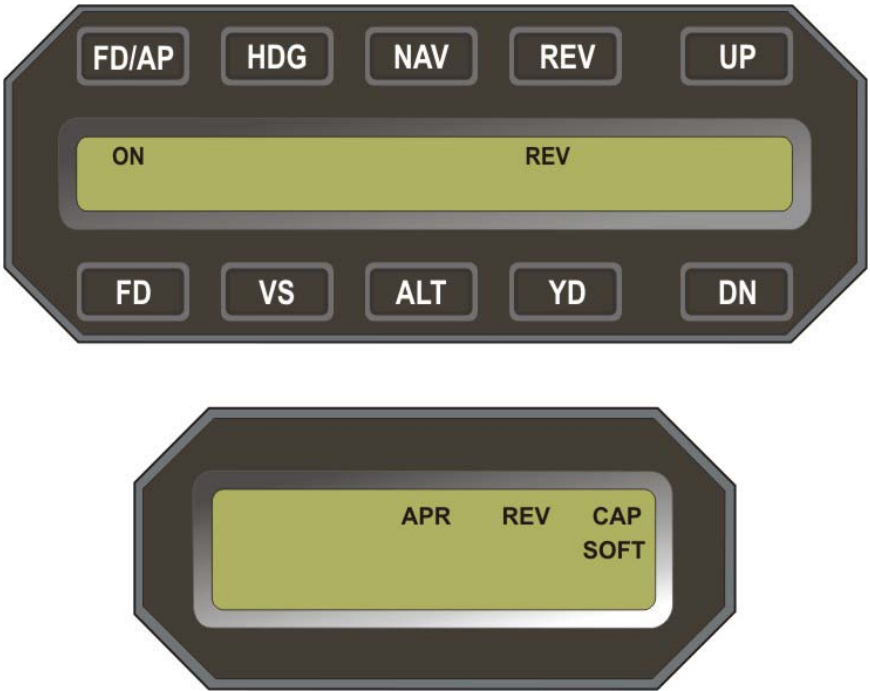 FD/AP HDG NAV REV UP
ON REV
FD VS ALT YD DN
APR REV CAP
SOFT